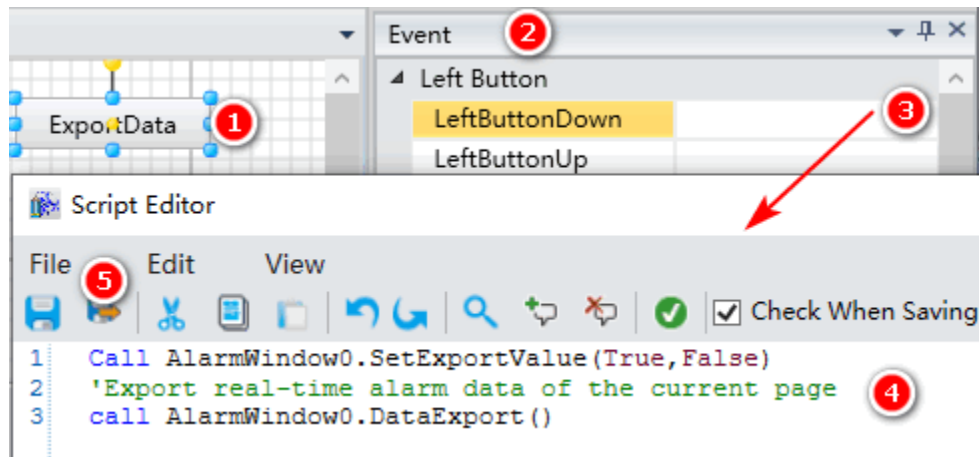 Event 2
Left Button
LeftButtonDown
3
ExportData 1
LeftButtonUp
Script Editor
File Edit View
5
Check When Saving
1 Call AlarmWindow0.SetExportValue(True,False)
2 'Export real-time alarm data of the current page
4
3 call AlarmWindow0.DataExport()